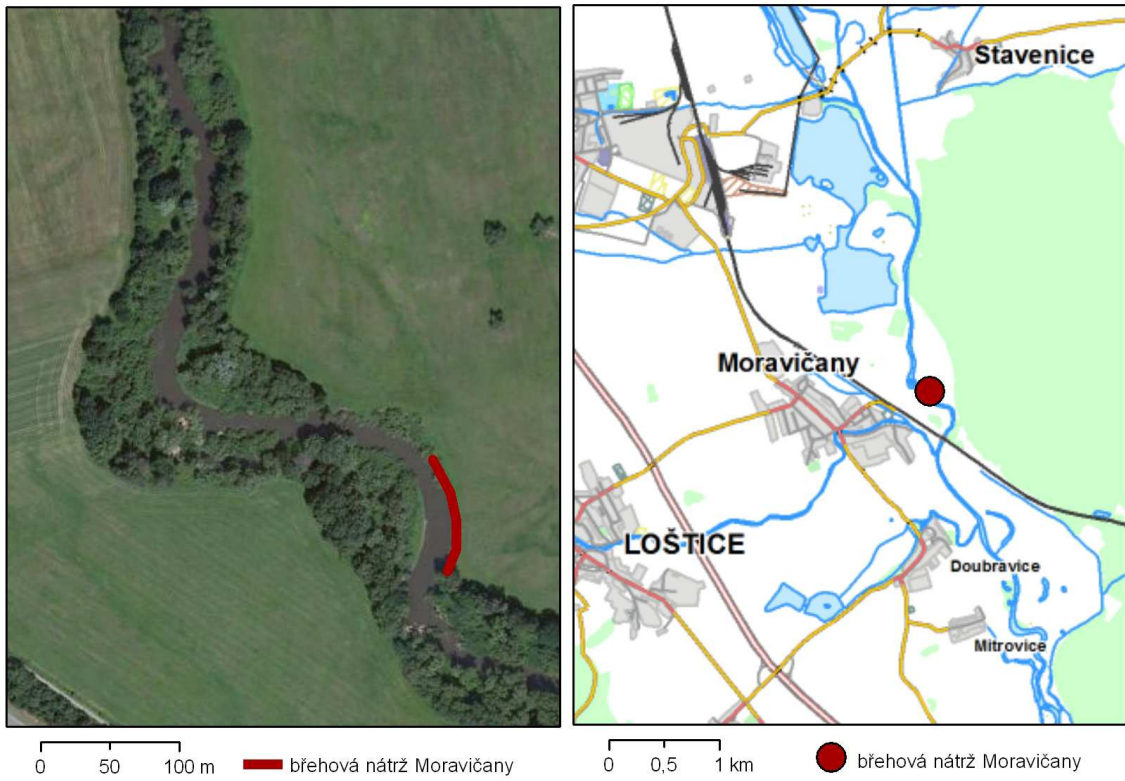 Stavenice
Moravičany
LOŠTICE
Doubravice
Mitrovice
0 50 100 m
břehová nátrž Moravičany
0 0,5 1 km
břehová nátrž Moravičany